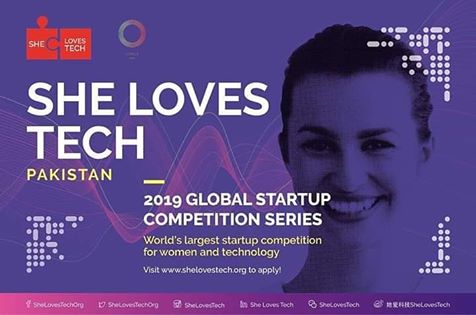 SHE LOVES
TECH
SHE LOVES
TECH
PAKISTAN
2019 GLOBAL STARTUP
COMPETITION SERIES
World's largest startup competition
for women and technology
Visit www.shelovestech.org to apply!
SheLovesTechOrg SheLovesTechOrg SheLovesTech She Loves Tech SheLovesTech 她爱科技SheLovesTech